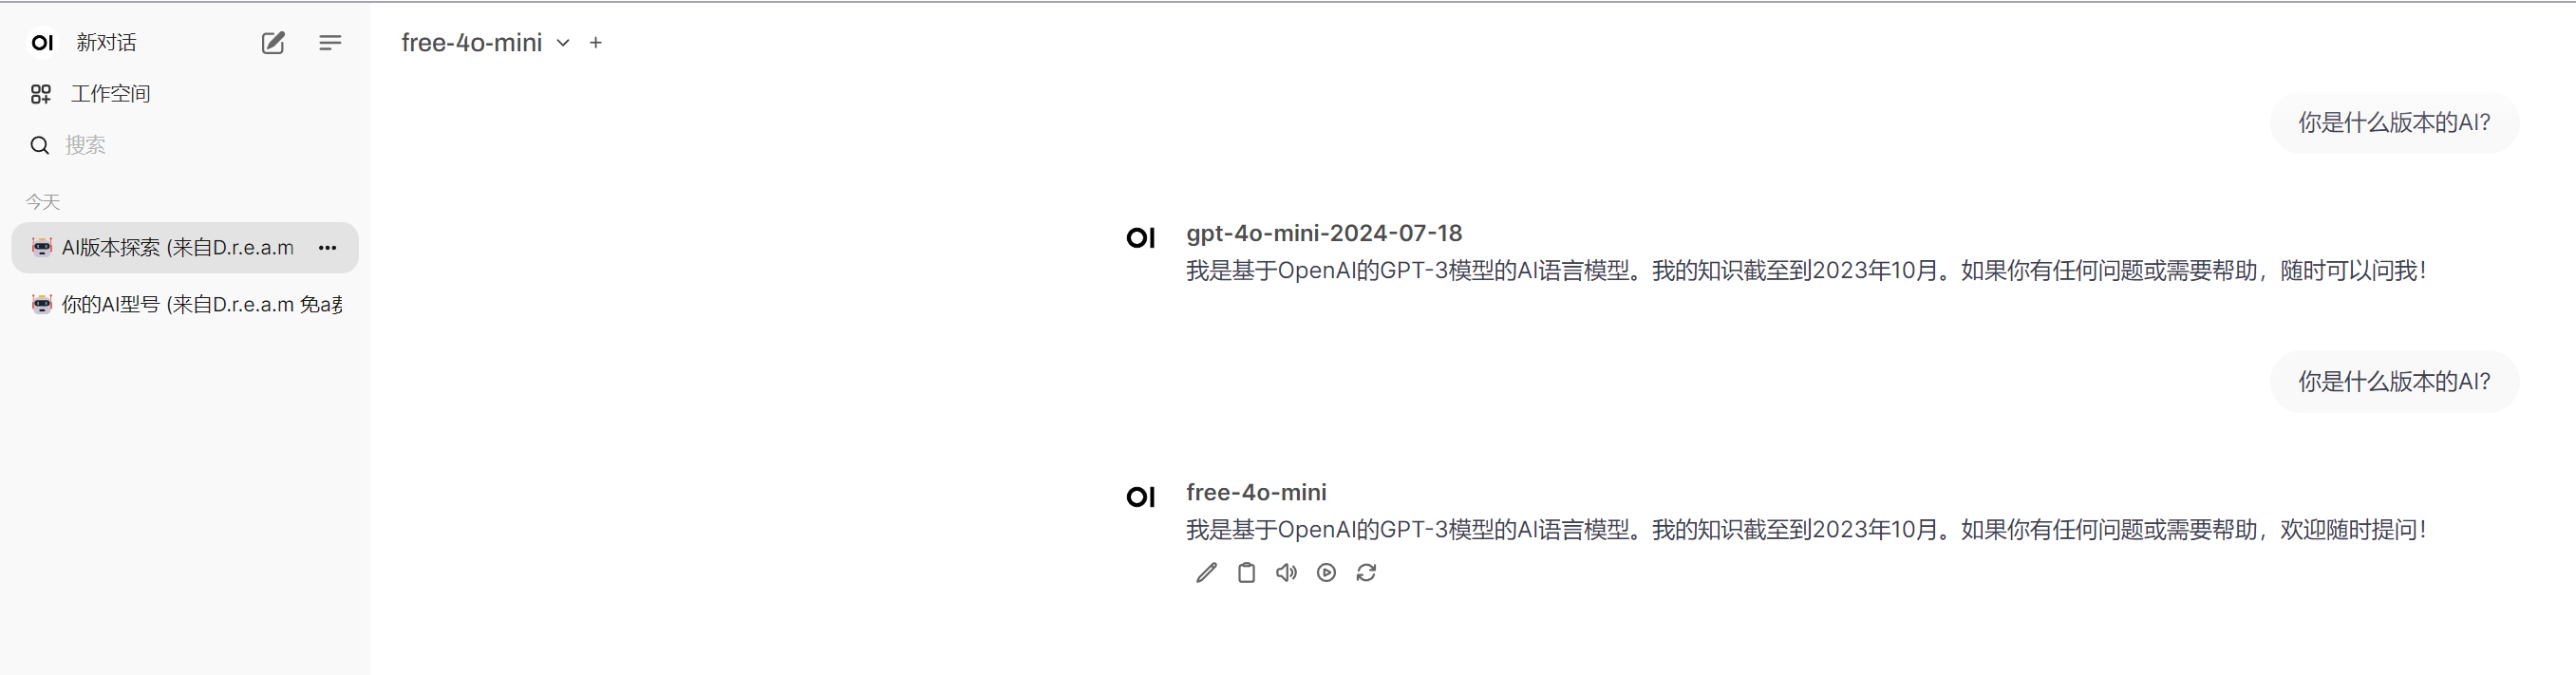 OI 新对话
工作空间
搜索
今天
AI版本探索 (来自D.r.e.a.m
你的AI型号 (来自D.r.e.a.m 免a
free-4o-mini
你是什么版本的AI?
OI gpt-4o-mini-2024-07-18
我是基于OpenAI的GPT-3模型的AI语言模型。我的知识截至到2023年10月。如果你有任何问题或需要帮助，随时可以问我！
你是什么版本的AI?
OI free-4o-mini
我是基于OpenAI的GPT-3模型的AI语言模型。我的知识截至到2023年10月。如果你有任何问题或需要帮助，欢迎随时提问！